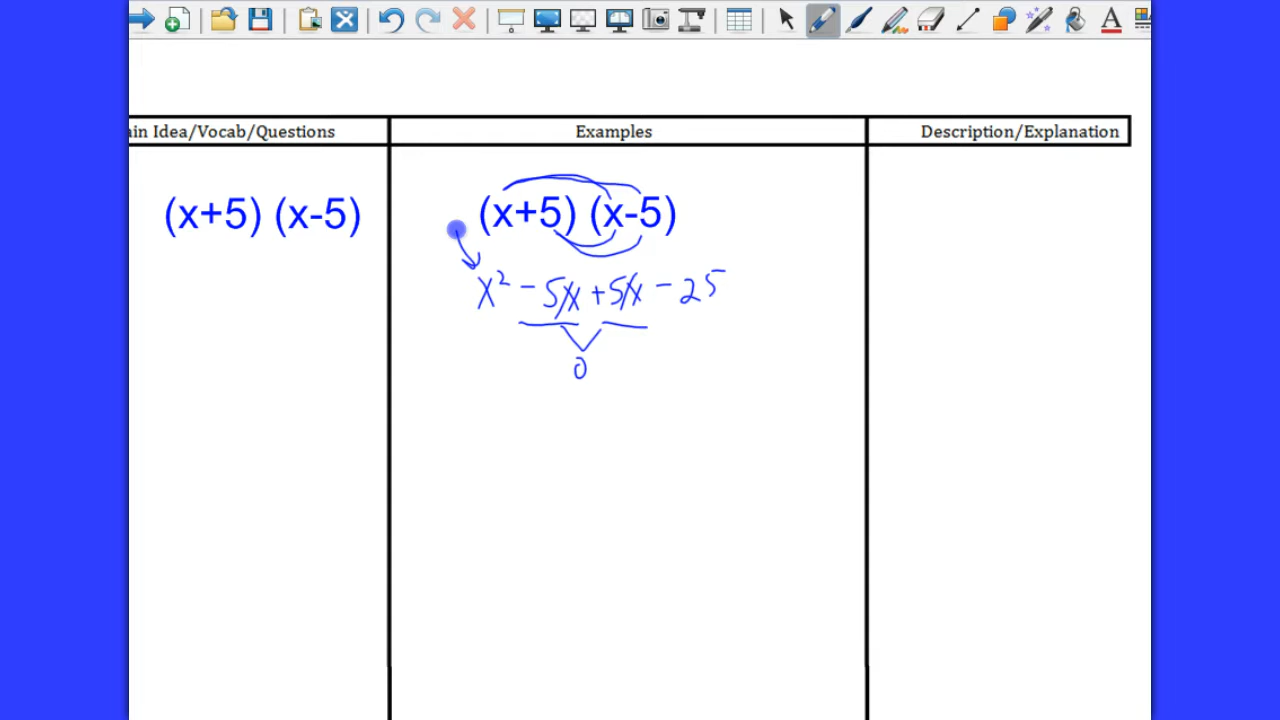 ain Idea/Vocab/Questions
Examples
Description/Explanation
(x+5) (x-5)
(x+5) (x-5)
x² - 5x + 5x - 25
0